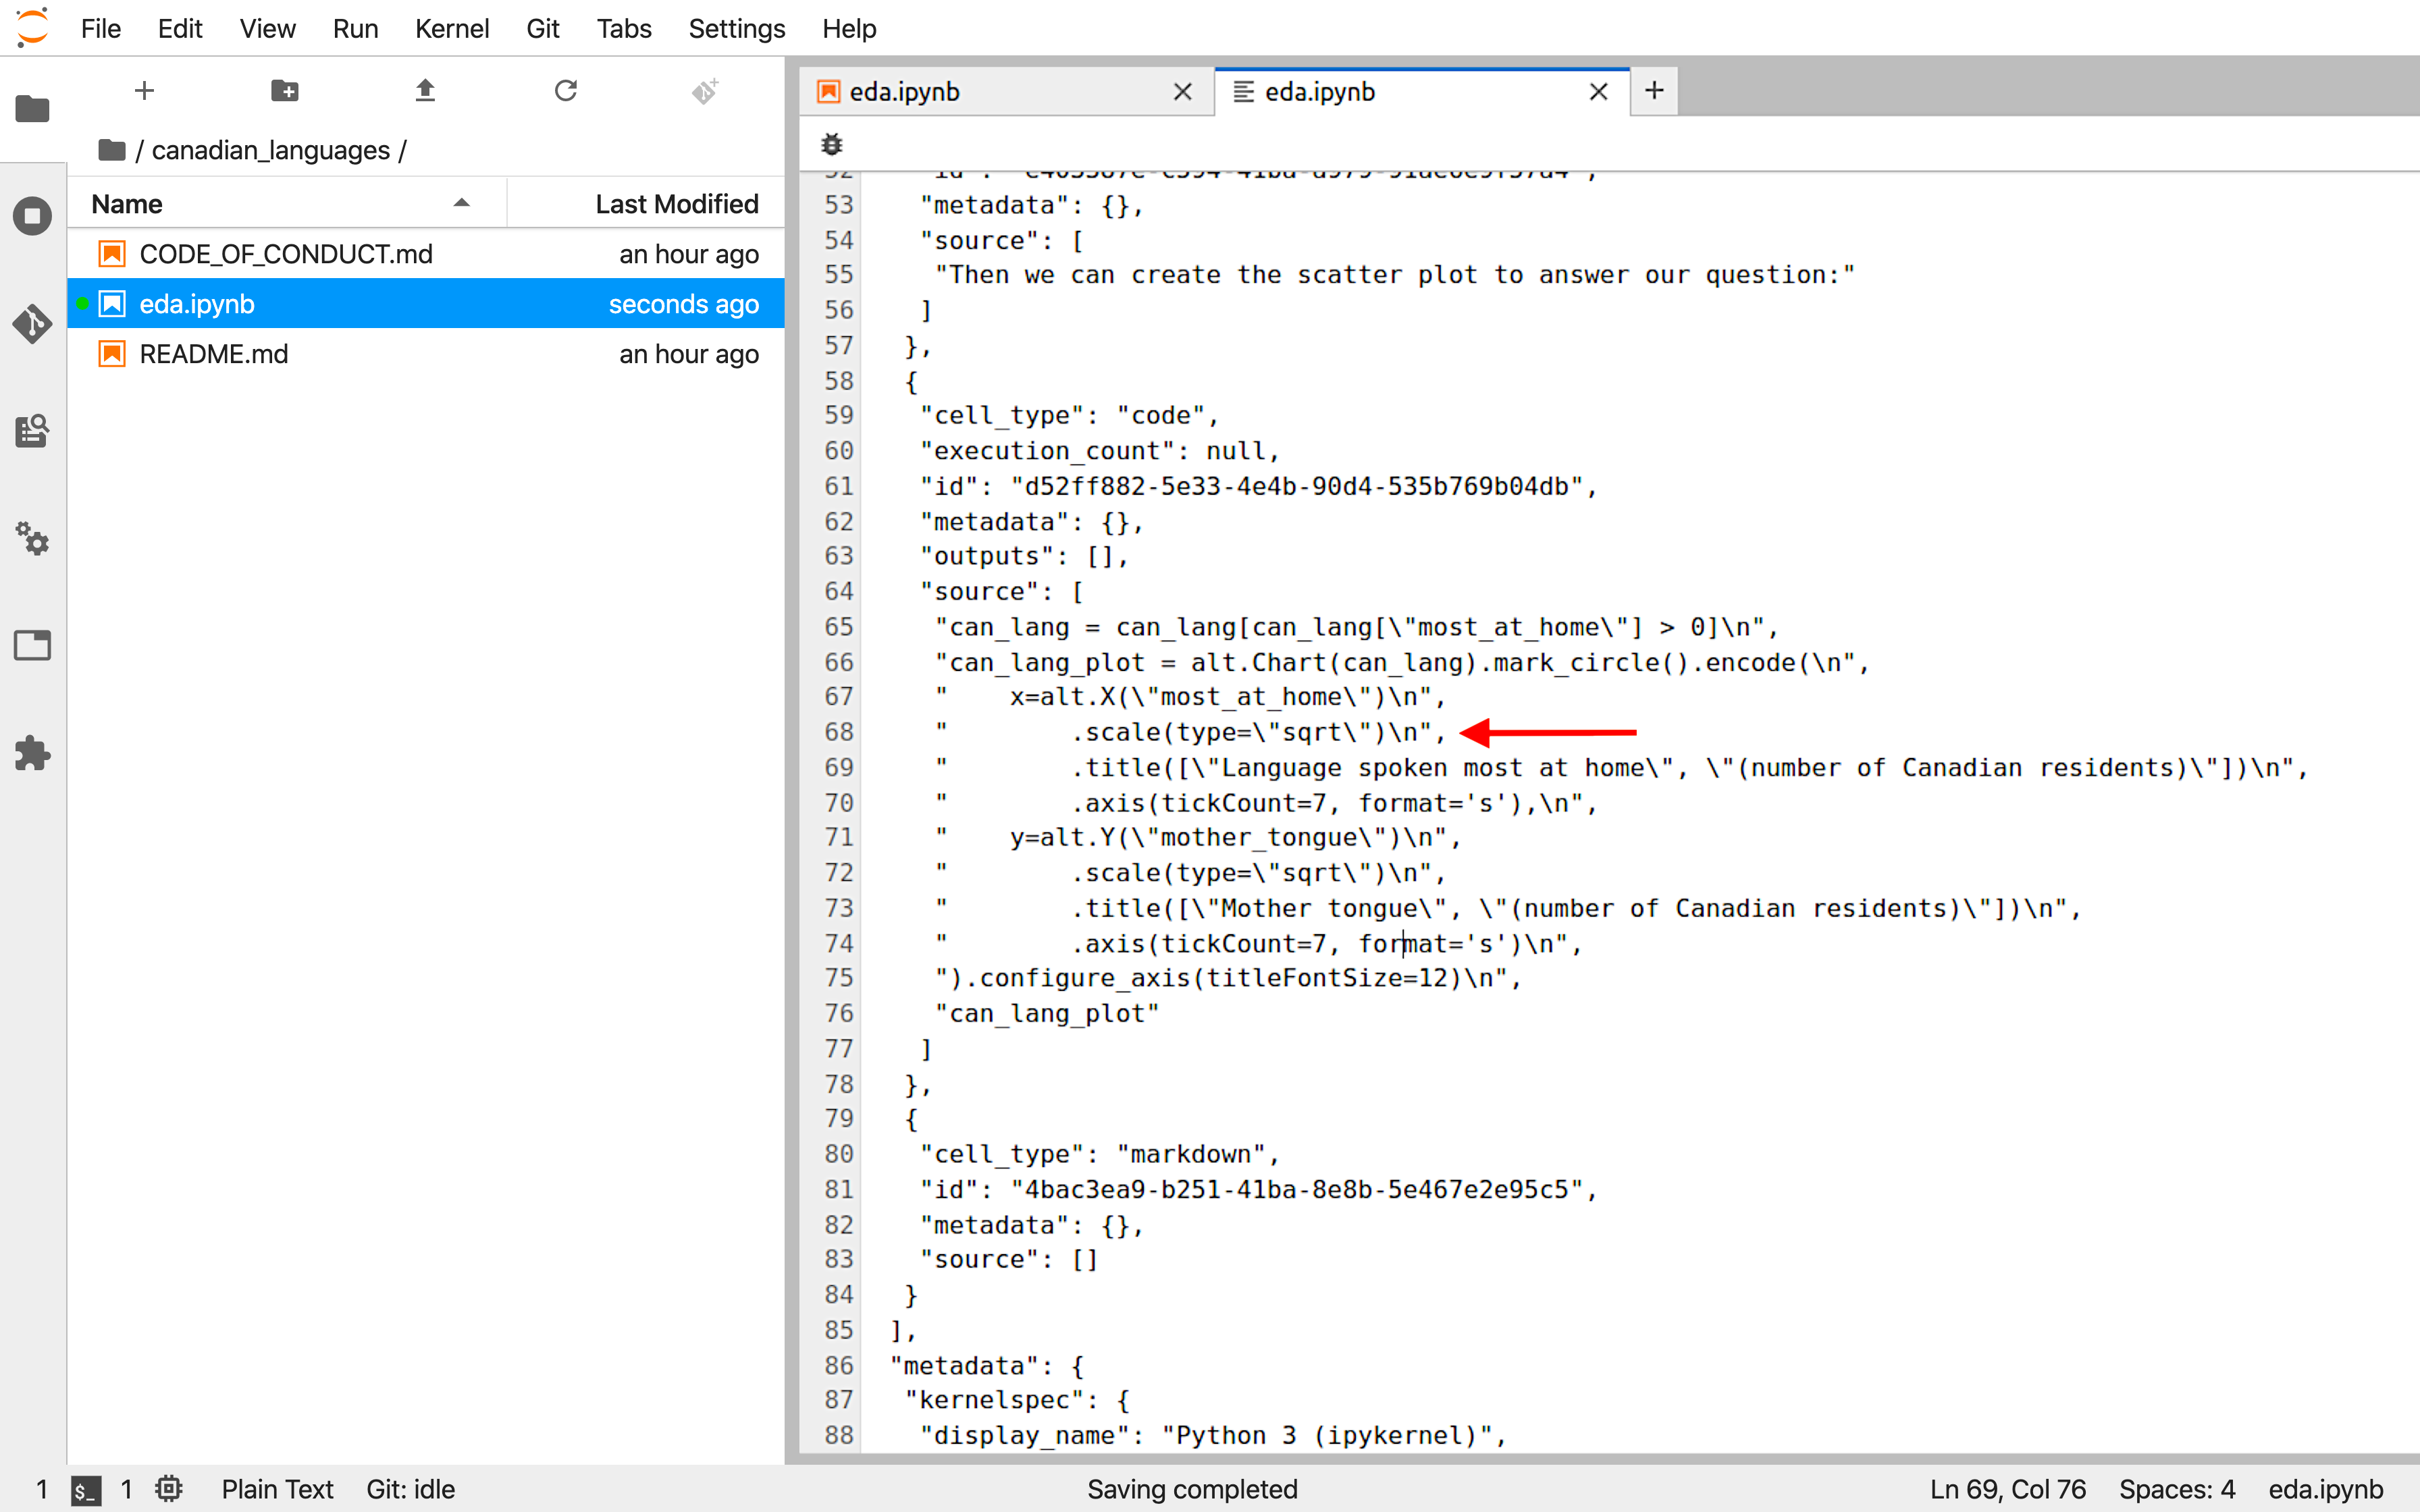 File Edit View Run Kernel Git Tabs Settings Help
/ canadian_languages /
Name Last Modified
CODE_OF_CONDUCT.md an hour ago
eda.ipynb seconds ago
README.md an hour ago
eda.ipynb eda.ipynb
53 "metadata": {},
54 "source": [
55 "Then we can create the scatter plot to answer our question:"
56 ]
57 },
58 {
59 "cell_type": "code",
60 "execution_count": null,
61 "id": "d52ff882-5e33-4e4b-90d4-535b769b04db",
62 "metadata": {},
63 "outputs": [],
64 "source": [
65 "can_lang = can_lang[can_lang[\"most_at_home\"] > 0]\n",
66 "can_lang_plot = alt.Chart(can_lang).mark_circle().encode(\n",
67 "    x=alt.X(\"most_at_home\")\n",
68 "        .scale(type=\"sqrt\")\n",
69 "        .title([\"Language spoken most at home\", \"(number of Canadian residents)\"])\n",
70 "        .axis(tickCount=7, format='s'),\n",
71 "    y=alt.Y(\"mother_tongue\")\n",
72 "        .scale(type=\"sqrt\")\n",
73 "        .title([\"Mother tongue\", \"(number of Canadian residents)\"])\n",
74 "        .axis(tickCount=7, format='s')\n",
75 ").configure_axis(titleFontSize=12)\n",
76 "can_lang_plot"
77 ]
78 },
79 {
80 "cell_type": "markdown",
81 "id": "4bac3ea9-b251-41ba-8e8b-5e467e2e95c5",
82 "metadata": {},
83 "source": []
84 }
85 ],
86 "metadata": {
87 "kernelspec": {
88 "display_name": "Python 3 (ipykernel)",
1 $_ 1 Plain Text Git: idle Saving completed Ln 69, Col 76 Spaces: 4 eda.ipynb